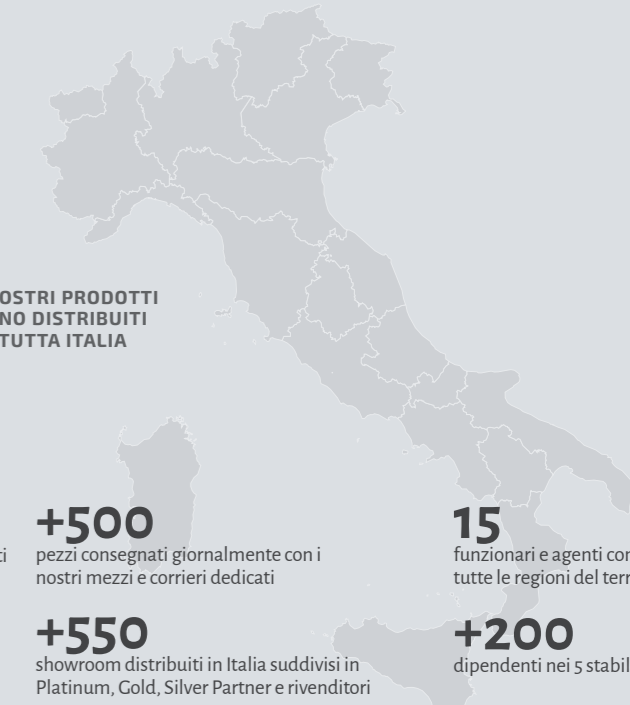 OSTRI PRODOTTI
NO DISTRIBUITI
TUTTA ITALIA
ti
+500
pezzi consegnati giornalmente con i
nostri mezzi e corrieri dedicati
+550
showroom distribuiti in Italia suddivisi in
Platinum, Gold, Silver Partner e rivenditori
15
funzionari e agenti con
tutte le regioni del terr
+200
dipendenti nei 5 stabil